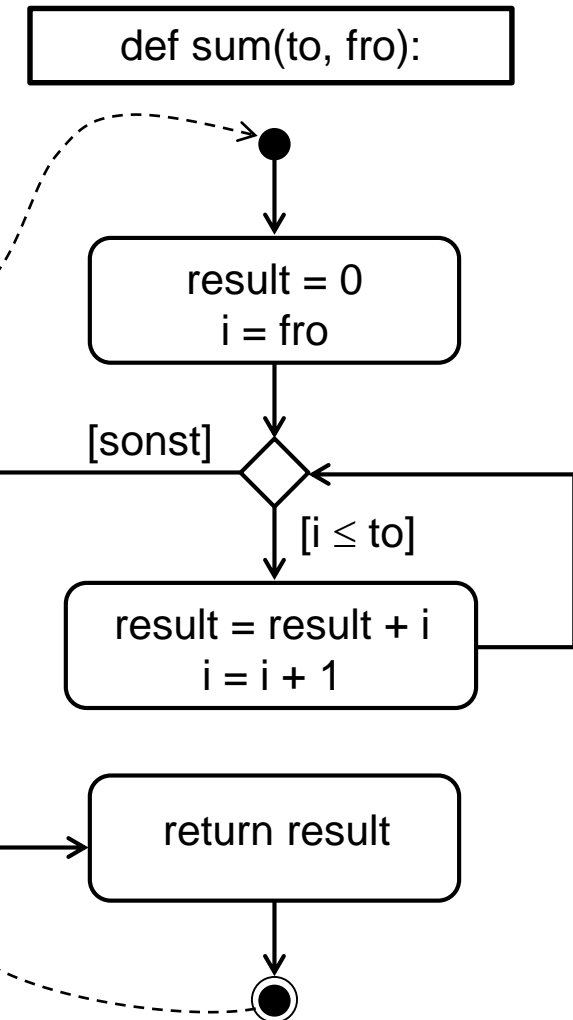 def sum(to, fro):
result = 0
i = fro
[sonst]
[i ≤ to]
result = result + i
i = i + 1
return result